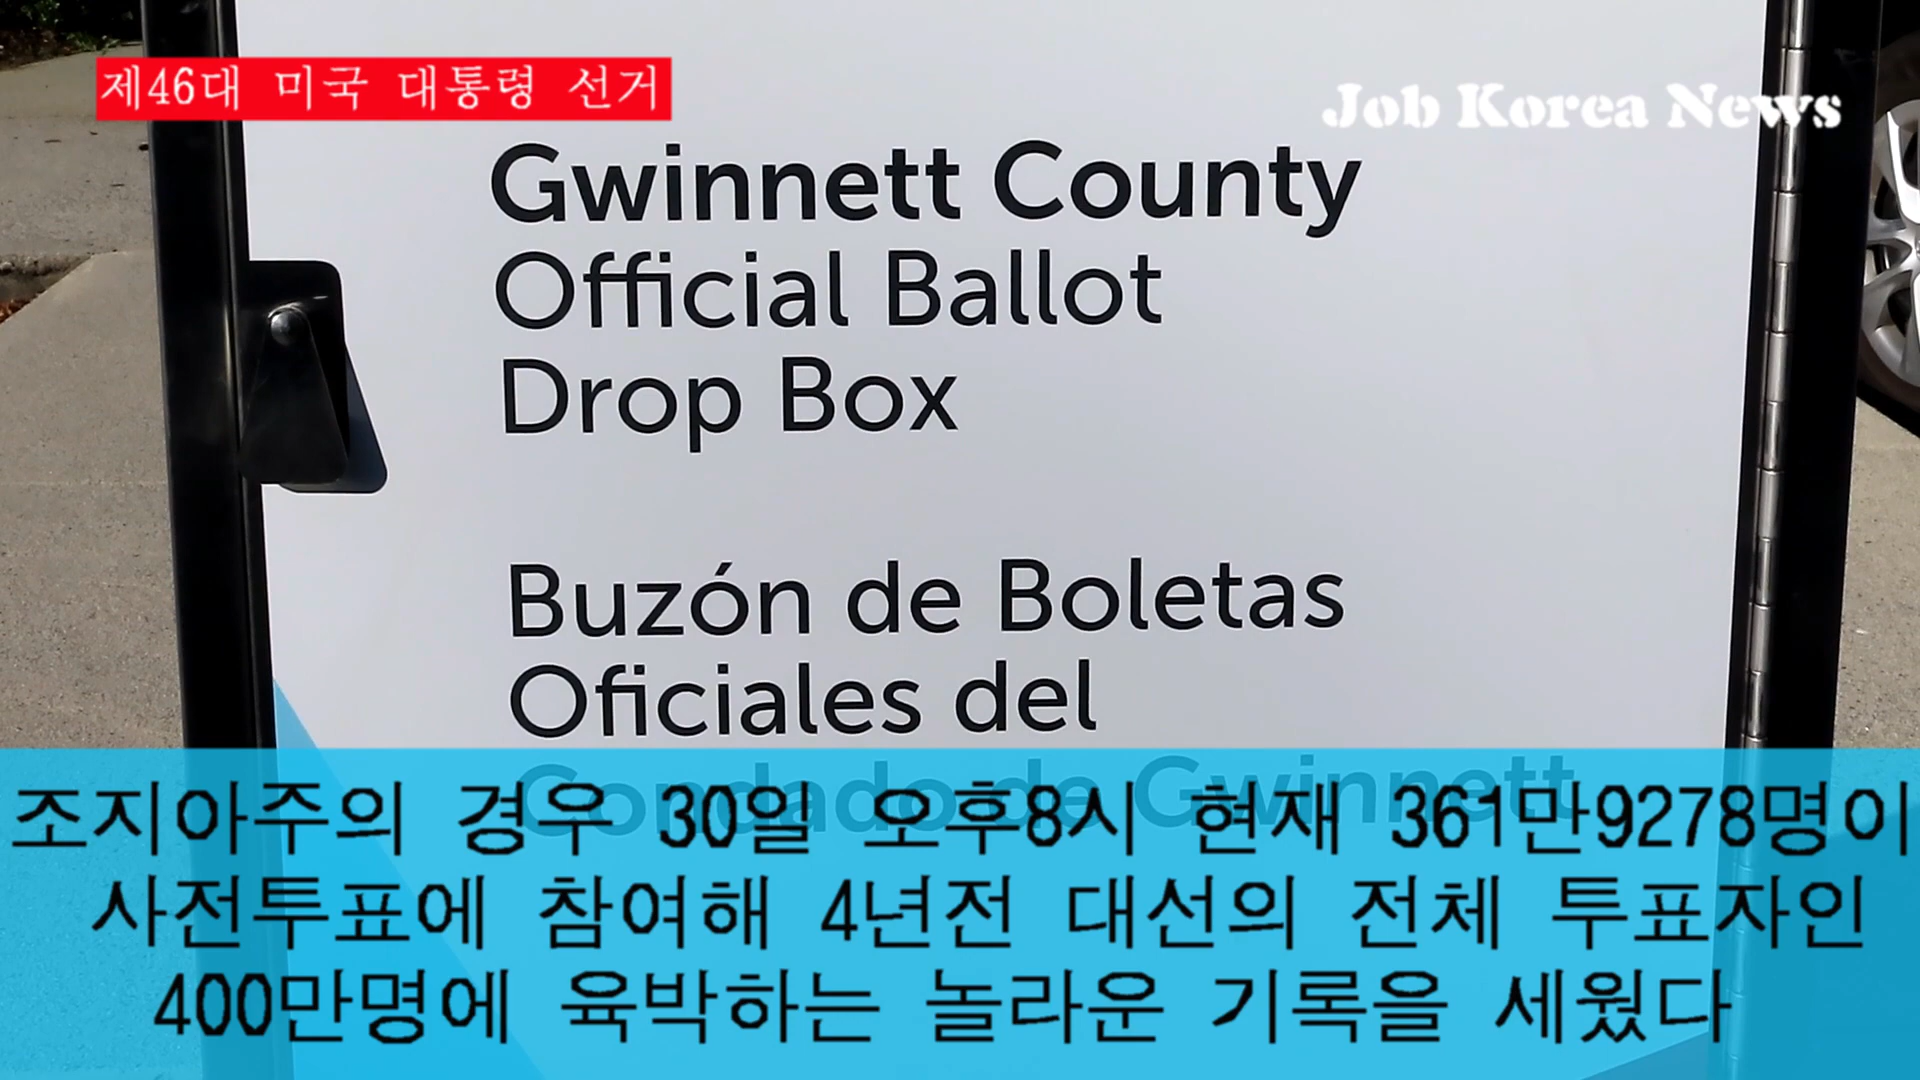 제46대 미국 대통령 선거
Job Korea News
Gwinnett County
Official Ballot
Drop Box
Buzón de Boletas
Oficiales del
Condado de Gwinnett
조지아주의 경우 30일 오후8시 현재 361만9278명이
사전투표에 참여해 4년전 대선의 전체 투표자인
400만명에 육박하는 놀라운 기록을 세웠다